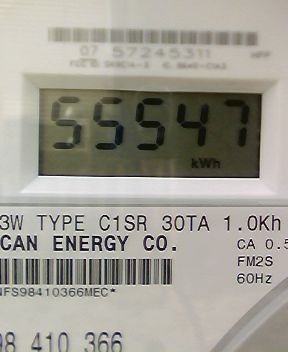 07 57245311
55547
kWh
3W TYPE C1SR 30TA 1.0Kh
CAN ENERGY CO.
CA 0.5
FM2S
NFS98410366MEC*
60Hz
98 410 366